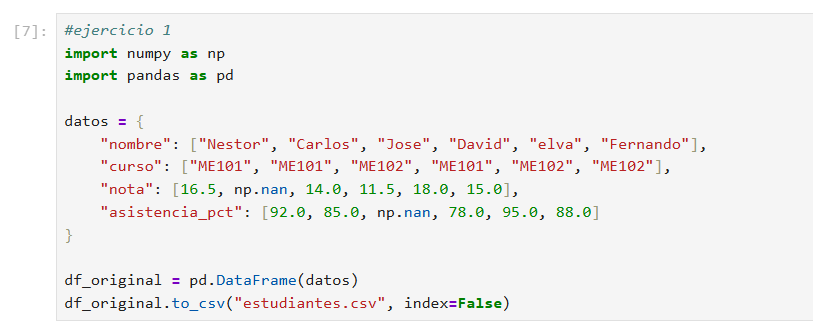 [7]: #ejercicio 1
import numpy as np
import pandas as pd
datos = {
"nombre": ["Nestor", "Carlos", "Jose", "David", "elva", "Fernando"],
"curso": ["ME101", "ME101", "ME102", "ME101", "ME102", "ME102"],
"nota": [16.5, np.nan, 14.0, 11.5, 18.0, 15.0],
"asistencia_pct": [92.0, 85.0, np.nan, 78.0, 95.0, 88.0]
}
df_original = pd.DataFrame(datos)
df_original.to_csv("estudiantes.csv", index=False)